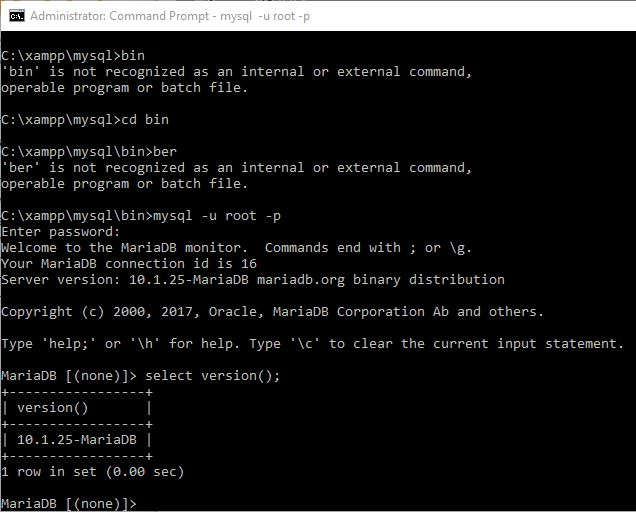 Administrator: Command Prompt - mysql -u root -p
C:\xampp\mysql>bin
'bin' is not recognized as an internal or external command,
operable program or batch file.
C:\xampp\mysql>cd bin
C:\xampp\mysql\bin>ber
'ber' is not recognized as an internal or external command,
operable program or batch file.
C:\xampp\mysql\bin>mysql -u root -p
Enter password:
Welcome to the MariaDB monitor.  Commands end with ; or \g.
Your MariaDB connection id is 16
Server version: 10.1.25-MariaDB mariadb.org binary distribution
Copyright (c) 2000, 2017, Oracle, MariaDB Corporation Ab and others.
Type 'help;' or '\h' for help. Type '\c' to clear the current input statement.
MariaDB [(none)]> select version();
+-----------------+
| version()       |
+-----------------+
| 10.1.25-MariaDB |
+-----------------+
1 row in set (0.00 sec)
MariaDB [(none)]>